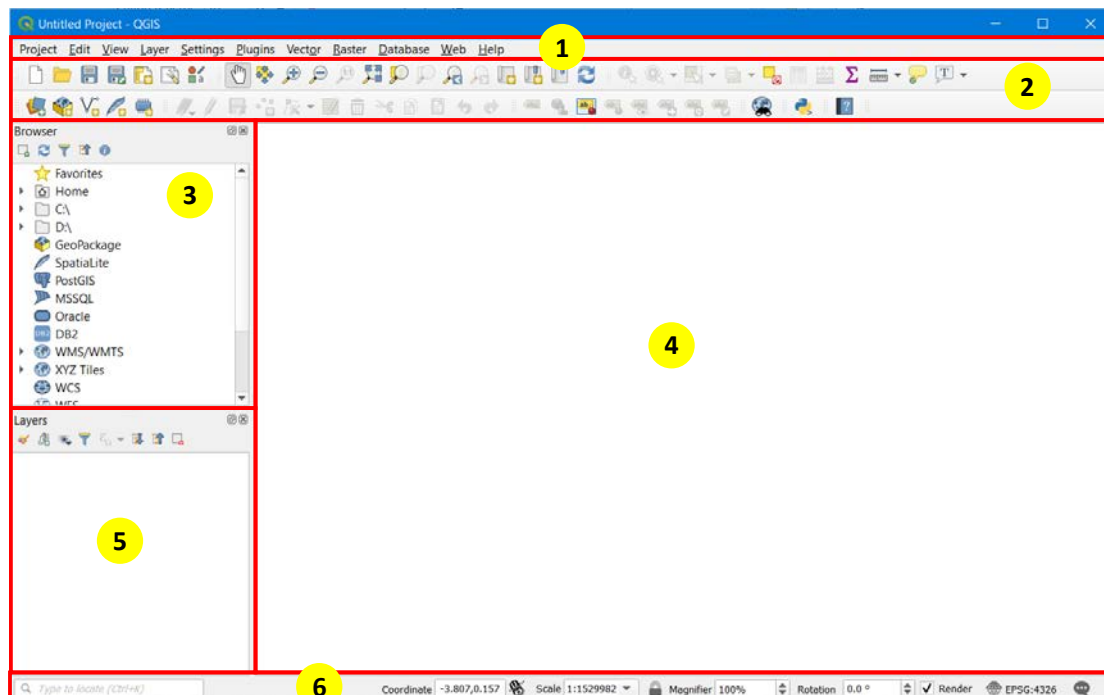 Untitled Project - QGIS
Project Edit View Layer Settings Plugins Vector Raster Database Web Help
1
2
Browser
3
Favorites
Home
C:\
D:\
GeoPackage
SpatiaLite
PostGIS
MSSQL
Oracle
DB2
WMS/WMTS
XYZ Tiles
WCS
WFS
4
Layers
5
Type to locate (Ctrl+K)
6
Coordinate -3.807,0.157 Scale 1:1529982 Magnifier 100% Rotation 0.0 ° Render EPSG:4326